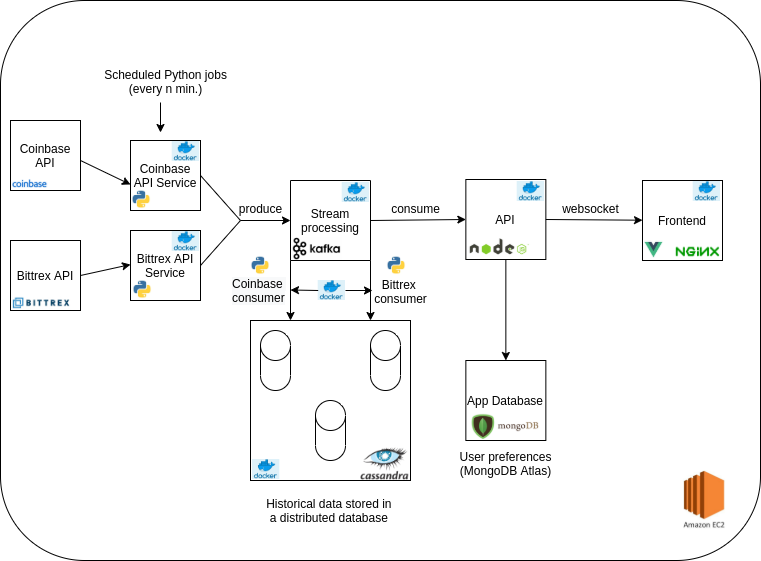 Scheduled Python jobs
(every n min.)
Coinbase
API
coinbase
docker
Coinbase
API Service
Bittrex API
BITTREX
docker
Bittrex API
Service
produce
docker
Stream
processing
kafka
consume
docker
API
node
JS
websocket
docker
Frontend
NGINX
Coinbase
consumer
docker
Bittrex
consumer
docker
cassandra
Historical data stored in
a distributed database
App Database
mongoDB
User preferences
(MongoDB Atlas)
Amazon EC2